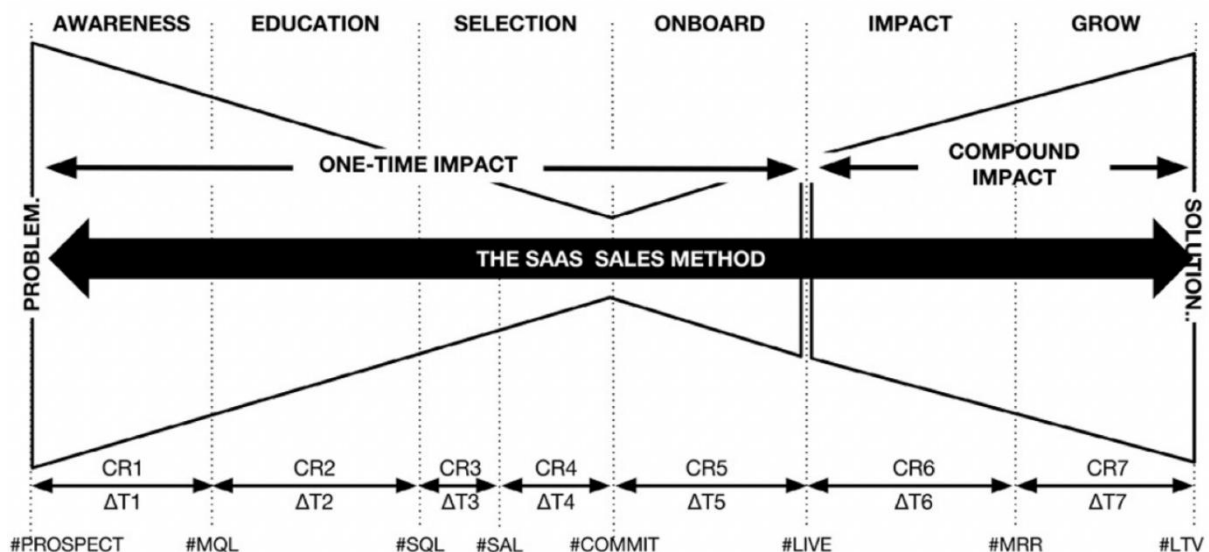 AWARENESS EDUCATION SELECTION ONBOARD IMPACT GROW
ONE-TIME IMPACT
COMPOUND
IMPACT
PROBLEM.
THE SAAS SALES METHOD
SOLUTION..
CR1 CR2 CR3 CR4 CR5 CR6 CR7
ΔT1 ΔT2 ΔT3 ΔT4 ΔT5 ΔT6 ΔT7
#PROSPECT #MQL #SQL #SAL #COMMIT #LIVE #MRR #LTV